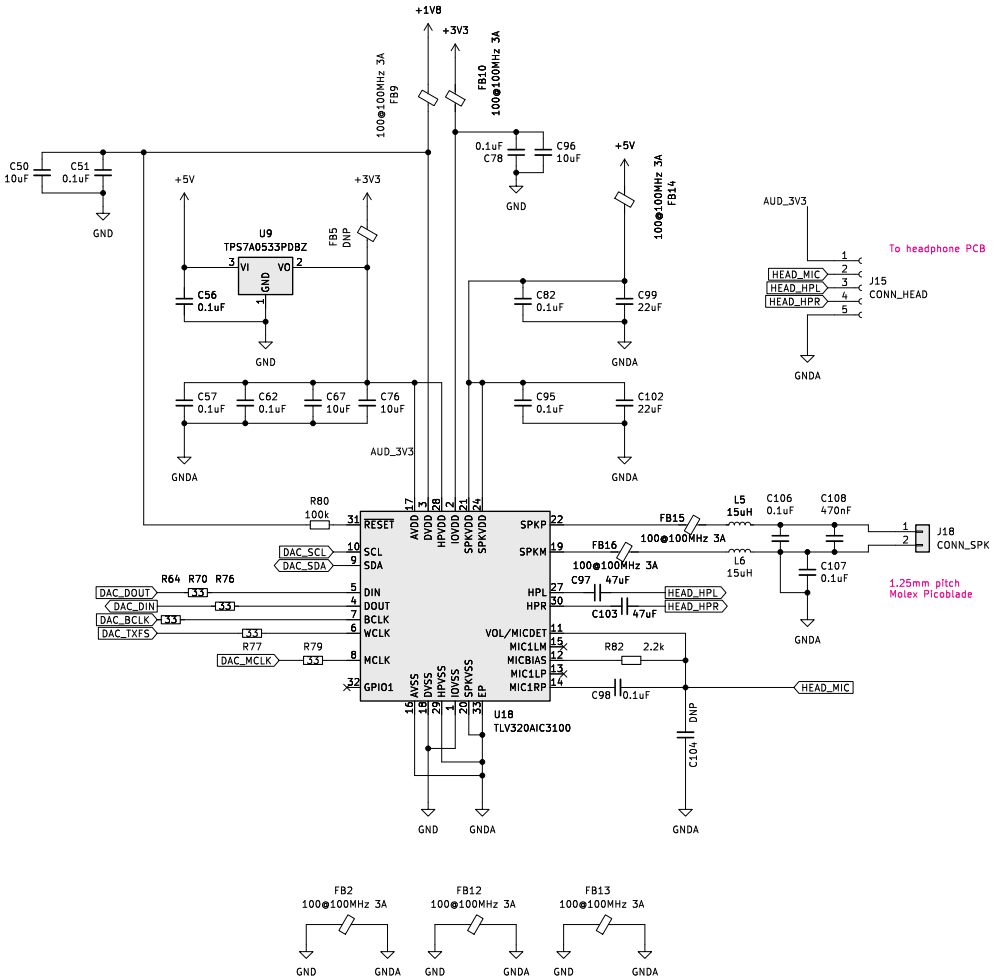 +1V8
+3V3
100@100MHz 3A
FB9
FB10
100@100MHz 3A
0.1uF
C78
C96
10uF
GND
C50
10uF
C51
0.1uF
GND
+5V
+3V3
FB5
DNP
U9
TPS7A0533PDBZ
3
VI
VO
2
GND
1
C56
0.1uF
GND
+5V
100@100MHz 3A
FB14
C82
0.1uF
C99
22uF
GNDA
AUD_3V3
To headphone PCB
1
2
3
4
5
HEAD_MIC
HEAD_HPL
HEAD_HPR
J15
CONN_HEAD
GNDA
C57
0.1uF
C62
0.1uF
C67
10uF
C76
10uF
GNDA
AUD_3V3
C95
0.1uF
C102
22uF
GNDA
17
3
28
2
21
24
AVDD
DVDD
HPVDD
IOVDD
SPKVDD
SPKVDD
R80
100k
31
RESET
DAC_SCL
10
SCL
DAC_SDA
9
SDA
R64
R70
R76
DAC_DOUT
33
5
DIN
DAC_DIN
33
4
DOUT
DAC_BCLK
33
7
BCLK
DAC_TXFS
33
6
WCLK
R77
R79
DAC_MCLK
33
8
MCLK
32
GPIO1
SPKP
22
SPKM
19
HPL
27
HPR
30
VOL/MICDET
11
MIC1LM
15
MICBIAS
12
MIC1LP
13
MIC1RP
14
AVSS
DVSS
HPVSS
IOVSS
SPKVSS
EP
16
18
29
1
20
33
U18
TLV320AIC3100
GND
GNDA
FB15
100@100MHz 3A
FB16
100@100MHz 3A
L5
15uH
L6
15uH
C106
0.1uF
C108
470nF
C107
0.1uF
GNDA
1
2
J18
CONN_SPK
1.25mm pitch
Molex Picoblade
C97
47uF
HEAD_HPL
C103
47uF
HEAD_HPR
R82
2.2k
C98
0.1uF
HEAD_MIC
DNP
C104
GNDA
FB2
100@100MHz 3A
GND
GNDA
FB12
100@100MHz 3A
GND
GNDA
FB13
100@100MHz 3A
GND
GNDA